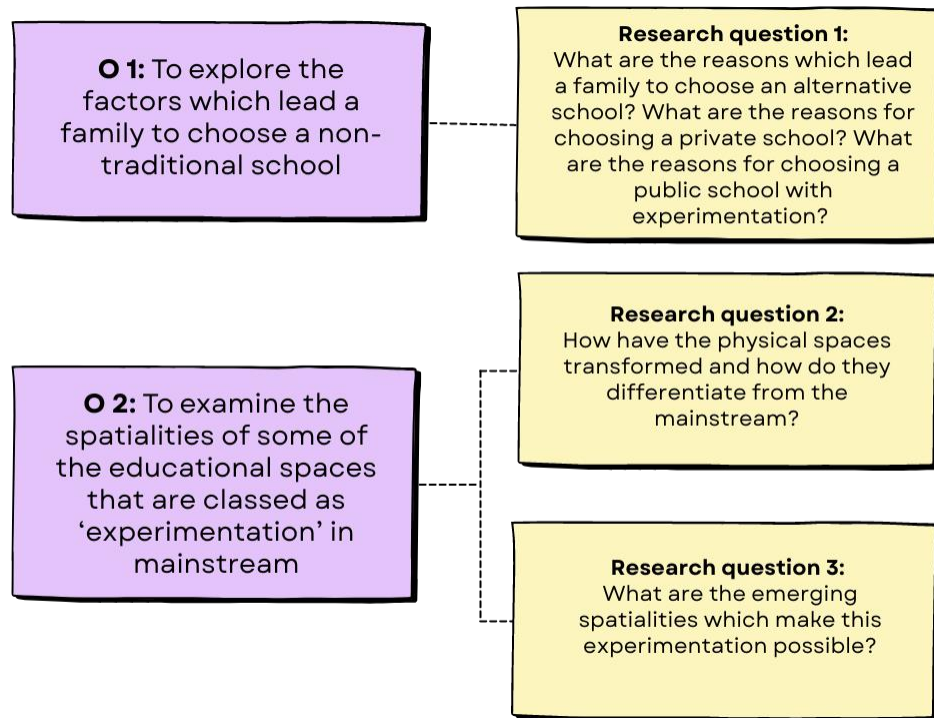 O 1: To explore the
factors which lead a
family to choose a non-
traditional school
Research question 1:
What are the reasons which lead
a family to choose an alternative
school? What are the reasons for
choosing a private school? What
are the reasons for choosing a
public school with
experimentation?
O 2: To examine the
spatialities of some of
the educational spaces
that are classed as
‘experimentation’ in
mainstream
Research question 2:
How have the physical spaces
transformed and how do they
differentiate from the
mainstream?
Research question 3:
What are the emerging
spatialities which make this
experimentation possible?